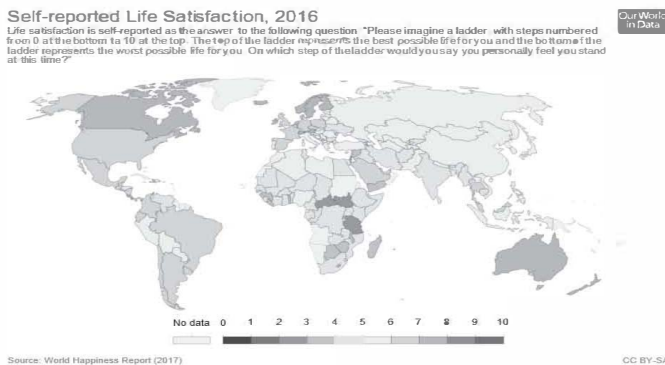 Self-reported Life Satisfaction, 2016
Our World
in Data
Life satisfaction is self-reported as the answer to the following question: "Please imagine a ladder, with steps numbered
from 0 at the bottom to 10 at the top. The top of the ladder represents the best possible life for you and the bottom of the
ladder represents the worst possible life for you. On which step of the ladder would you say you personally feel you stand
at this time?"
No data 0 1 2 3 4 5 6 7 8 9 10
Source: World Happiness Report (2017)
CC BY-SA